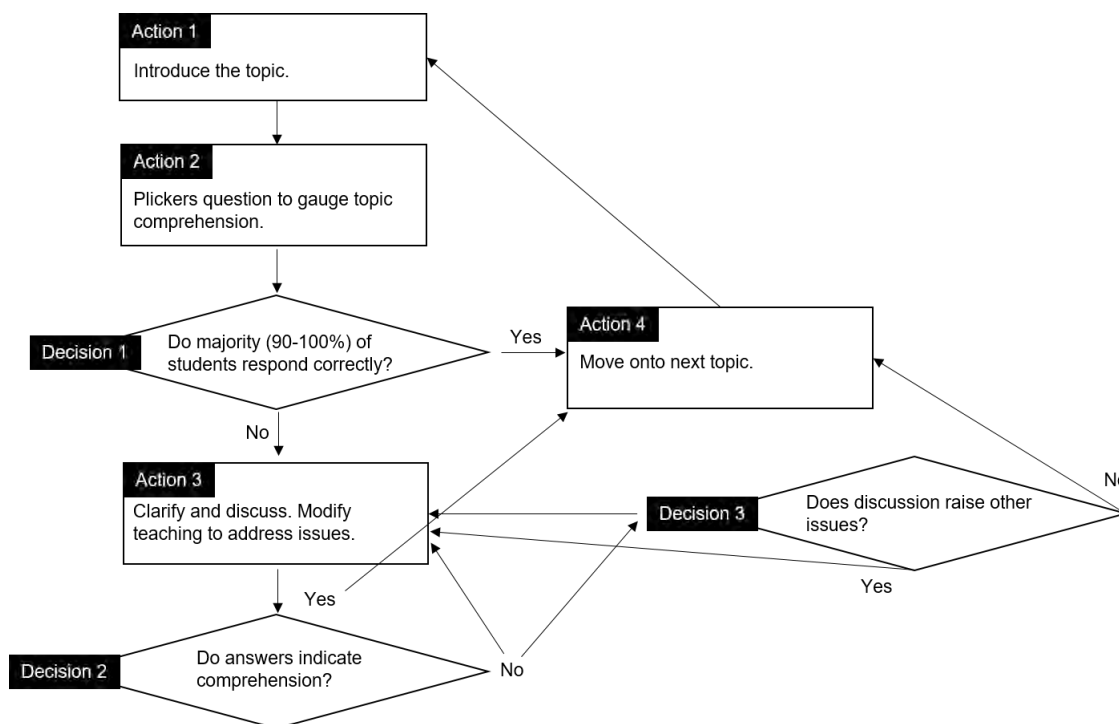 Action 1
Introduce the topic.
Action 2
Plickers question to gauge topic
comprehension.
Decision 1
Do majority (90-100%) of
students respond correctly?
Yes
No
Action 4
Move onto next topic.
Action 3
Clarify and discuss. Modify
teaching to address issues.
Decision 3
Does discussion raise other
issues?
No
Yes
Yes
Decision 2
Do answers indicate
comprehension?
No